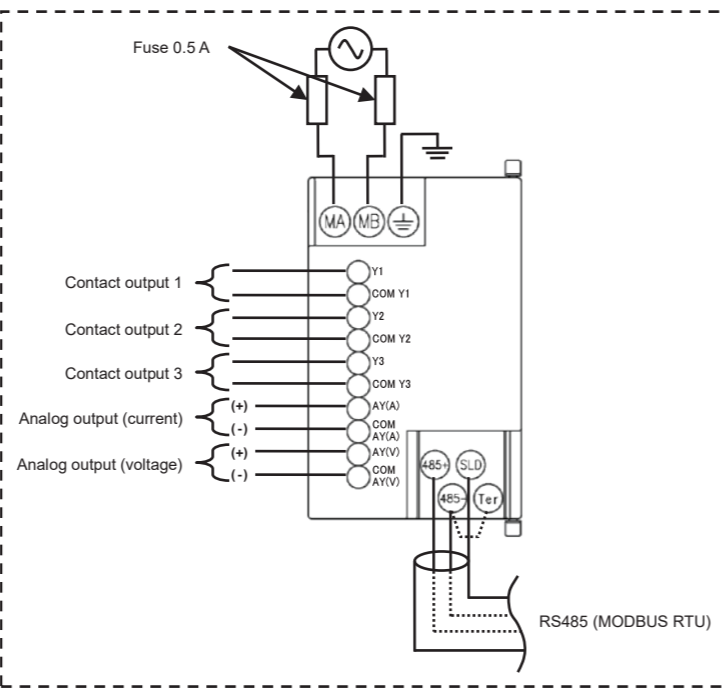 Fuse 0.5 A
MA MB
Contact output 1
Y1
COM Y1
Contact output 2
Y2
COM Y2
Contact output 3
Y3
COM Y3
Analog output (current)
(+)
AY(A)
(-)
COM
AY(A)
Analog output (voltage)
(+)
AY(V)
(-)
COM
AY(V)
485+ SLD
485- Ter
RS485 (MODBUS RTU)